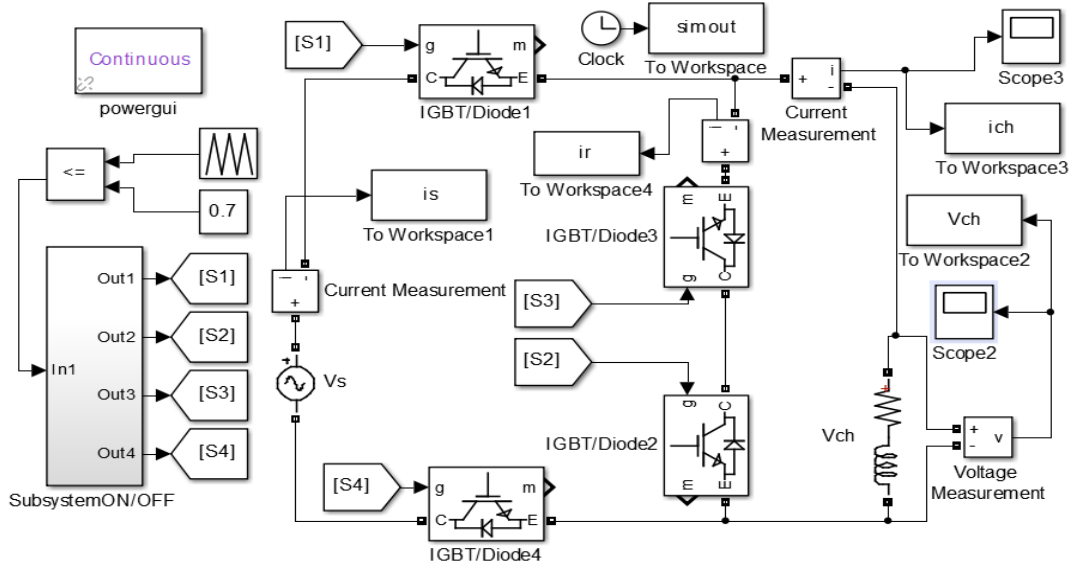 Continuous
powergui
<=
0.7
In1
Out1
Out2
Out3
Out4
SubsystemON/OFF
[S1]
[S2]
[S3]
[S4]
[S1]
g
m
C
E
IGBT/Diode1
Clock
simout
To Workspace
+
i
-
Current
Measurement
Scope3
ich
To Workspace3
ir
To Workspace4
i
-
+
is
To Workspace1
i
-
+
Current Measurement
+
Vs
m
E
g
C
IGBT/Diode3
[S3]
[S2]
g
C
m
E
IGBT/Diode2
[S4]
g
m
C
E
IGBT/Diode4
Vch
To Workspace2
Scope2
Vch
+
+
-
v
Voltage
Measurement